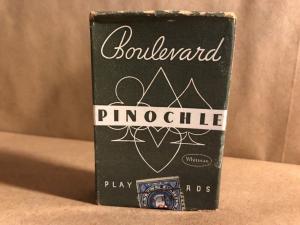 Boulevard
PINOCHLE
Whitman
PLAY RDS